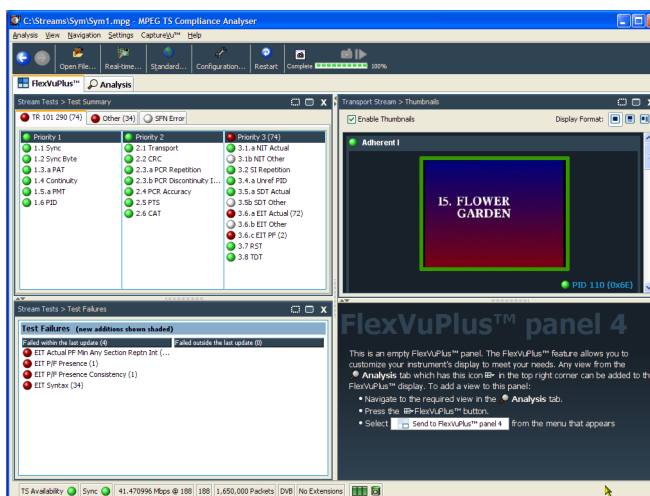 C:\Streams\Sym\Sym1.mpg - MPEG TS Compliance Analyser
Analysis View Navigation Settings CaptureVu™ Help
Open File... Real-time... Standard... Configuration... Restart Complete 100%
FlexVuPlus™ Analysis
Stream Tests > Test Summary
TR 101 290 (74) Other (34) SFN Error
Priority 1
1.1 Sync
1.2 Sync Byte
1.3.a PAT
1.4 Continuity
1.5.a PMT
1.6 PID
Priority 2
2.1 Transport
2.2 CRC
2.3.a PCR Repetition
2.3.b PCR Discontinuity I...
2.4 PCR Accuracy
2.5 PTS
2.6 CAT
Priority 3 (74)
3.1.a NIT Actual
3.1b NIT Other
3.2 SI Repetition
3.4.a Unref PID
3.5.a SDT Actual
3.5b SDT Other
3.6.a EIT Actual (72)
3.6.b EIT Other
3.6.c EIT PF (2)
3.7 RST
3.8 TDT
Transport Stream > Thumbnails
Enable Thumbnails Display Format:
Adherent I
15. FLOWER
GARDEN
PID 110 (0x6E)
Stream Tests > Test Failures
Test Failures (new additions shown shaded)
Failed within the last update (4) Failed outside the last update (0)
EIT Actual PF Min Any Section Reptn Int (...
EIT P/F Presence (1)
EIT P/F Presence Consistency (1)
EIT Syntax (34)
FlexVuPlus™ panel 4
This is an empty FlexVuPlus™ panel. The FlexVuPlus™ feature allows you to
customize your instrument's display to meet your needs. Any view from the
Analysis tab which has this icon in the top right corner can be added to th
FlexVuPlus™ display. To add a view to this panel:
• Navigate to the required view in the Analysis tab.
• Press the FlexVuPlus™ button.
• Select Send to FlexVuPlus™ panel 4 from the menu that appears
TS Availability Sync 41.470996 Mbps @ 188 188 1,650,000 Packets DVB No Extensions